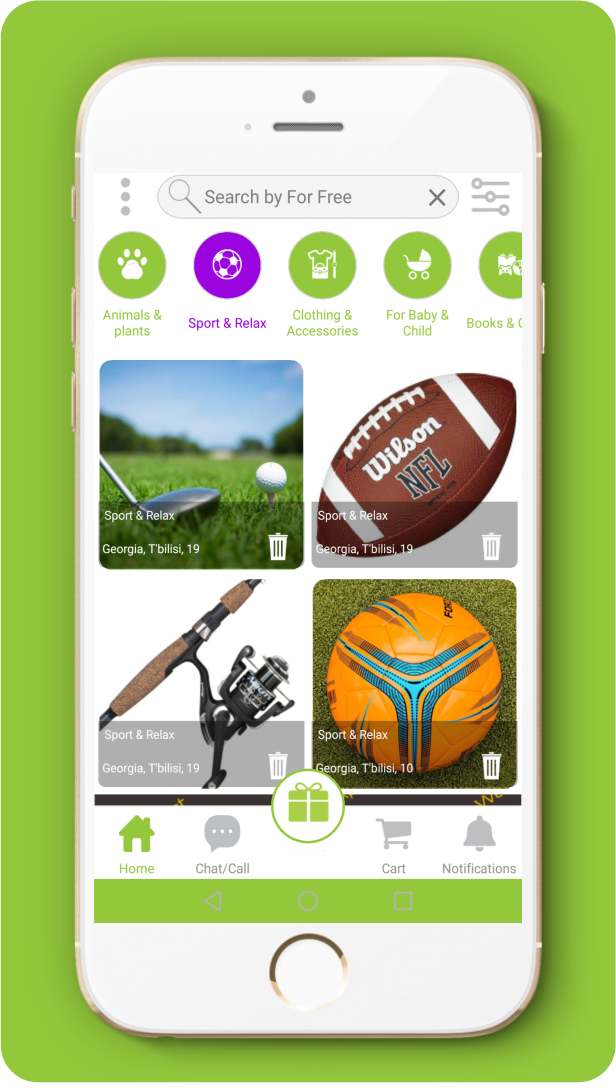 Search by For Free
Animals &
plants
Sport & Relax
Clothing &
Accessories
For Baby &
Child
Books &
Wilson
NFL
Sport & Relax
Georgia, T'bilisi, 19
Sport & Relax
Georgia, T'bilisi, 19
Sport & Relax
Georgia, T'bilisi, 19
Sport & Relax
Georgia, T'bilisi, 10
Home
Chat/Call
Cart
Notifications